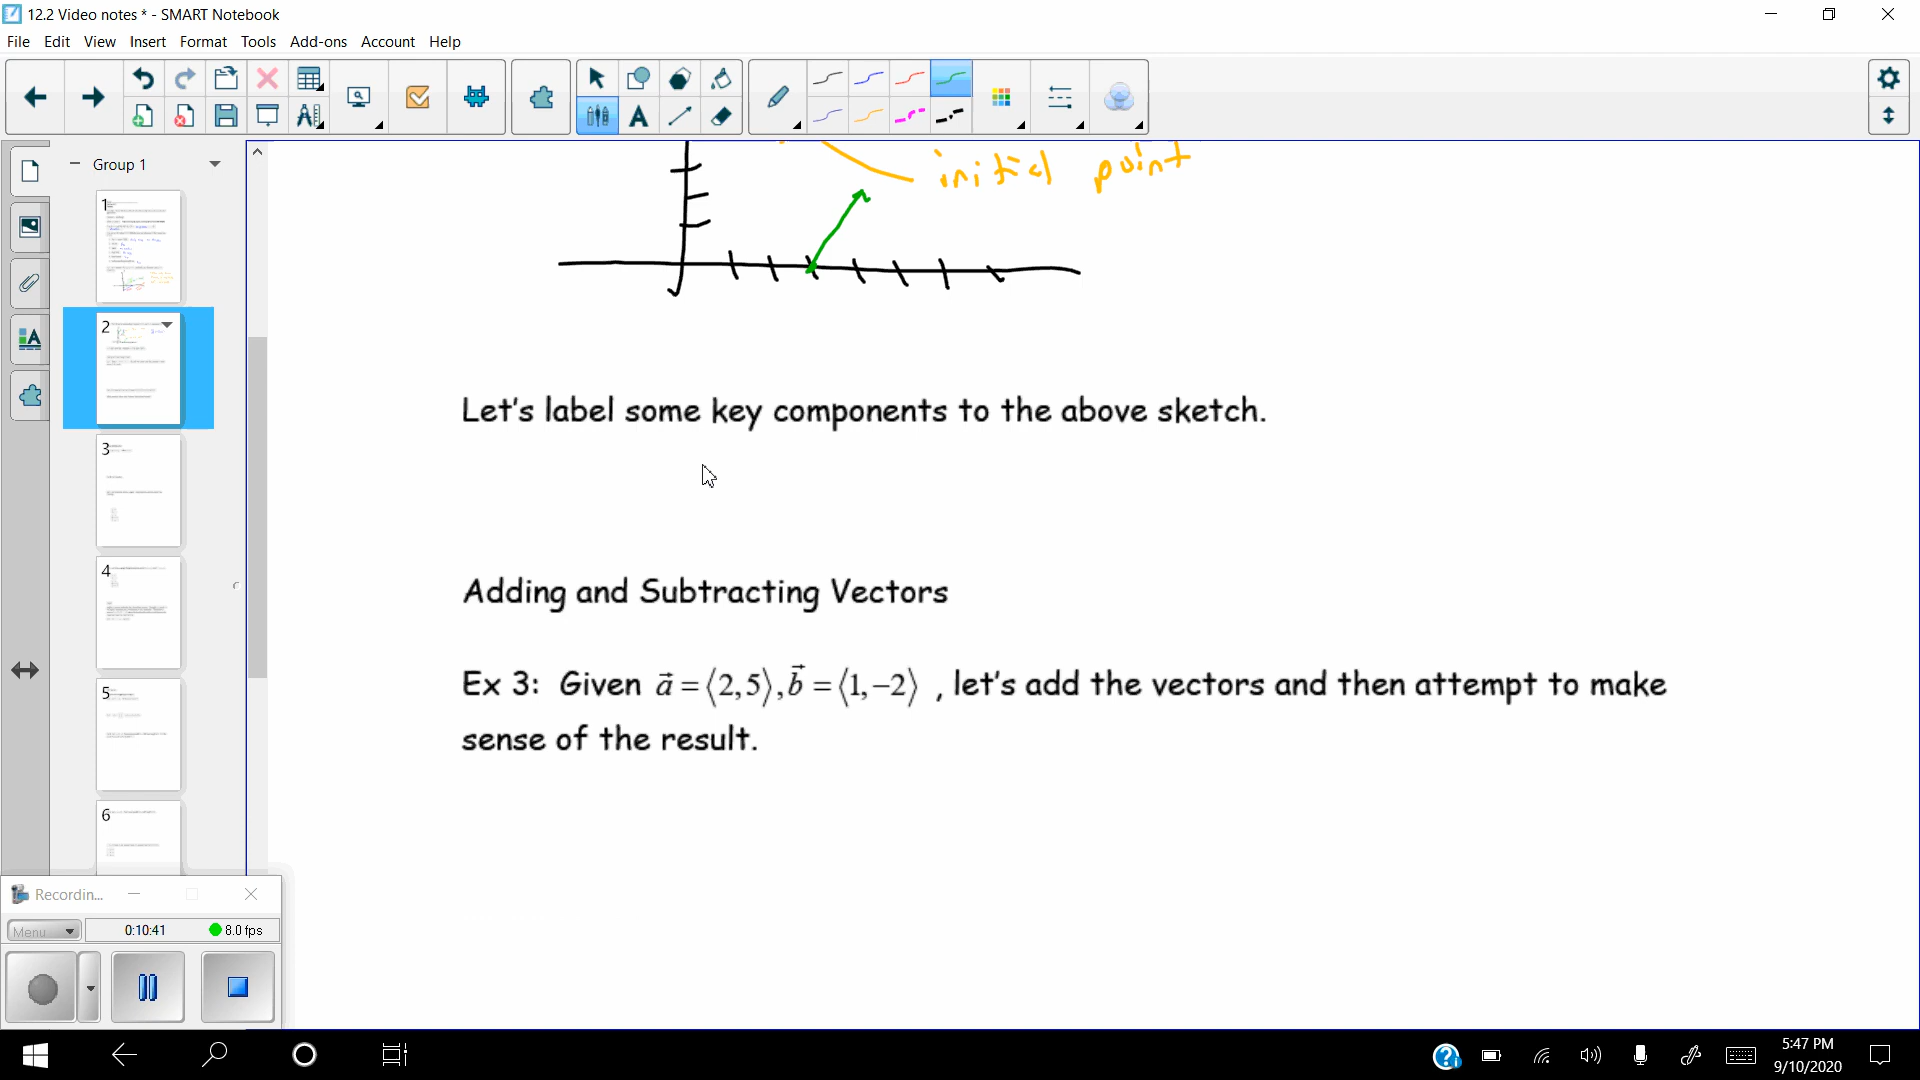 12.2 Video notes * - SMART Notebook
File Edit View Insert Format Tools Add-ons Account Help
Group 1
1
2
3
4
5
6
initial point
Let's label some key components to the above sketch.
Adding and Subtracting Vectors
Ex 3: Given a⃗ = ⟨2,5⟩, b⃗ = ⟨1,−2⟩ , let's add the vectors and then attempt to make
sense of the result.
Recordin...
Menu 0:10:41 8.0 fps
5:47 PM
9/10/2020